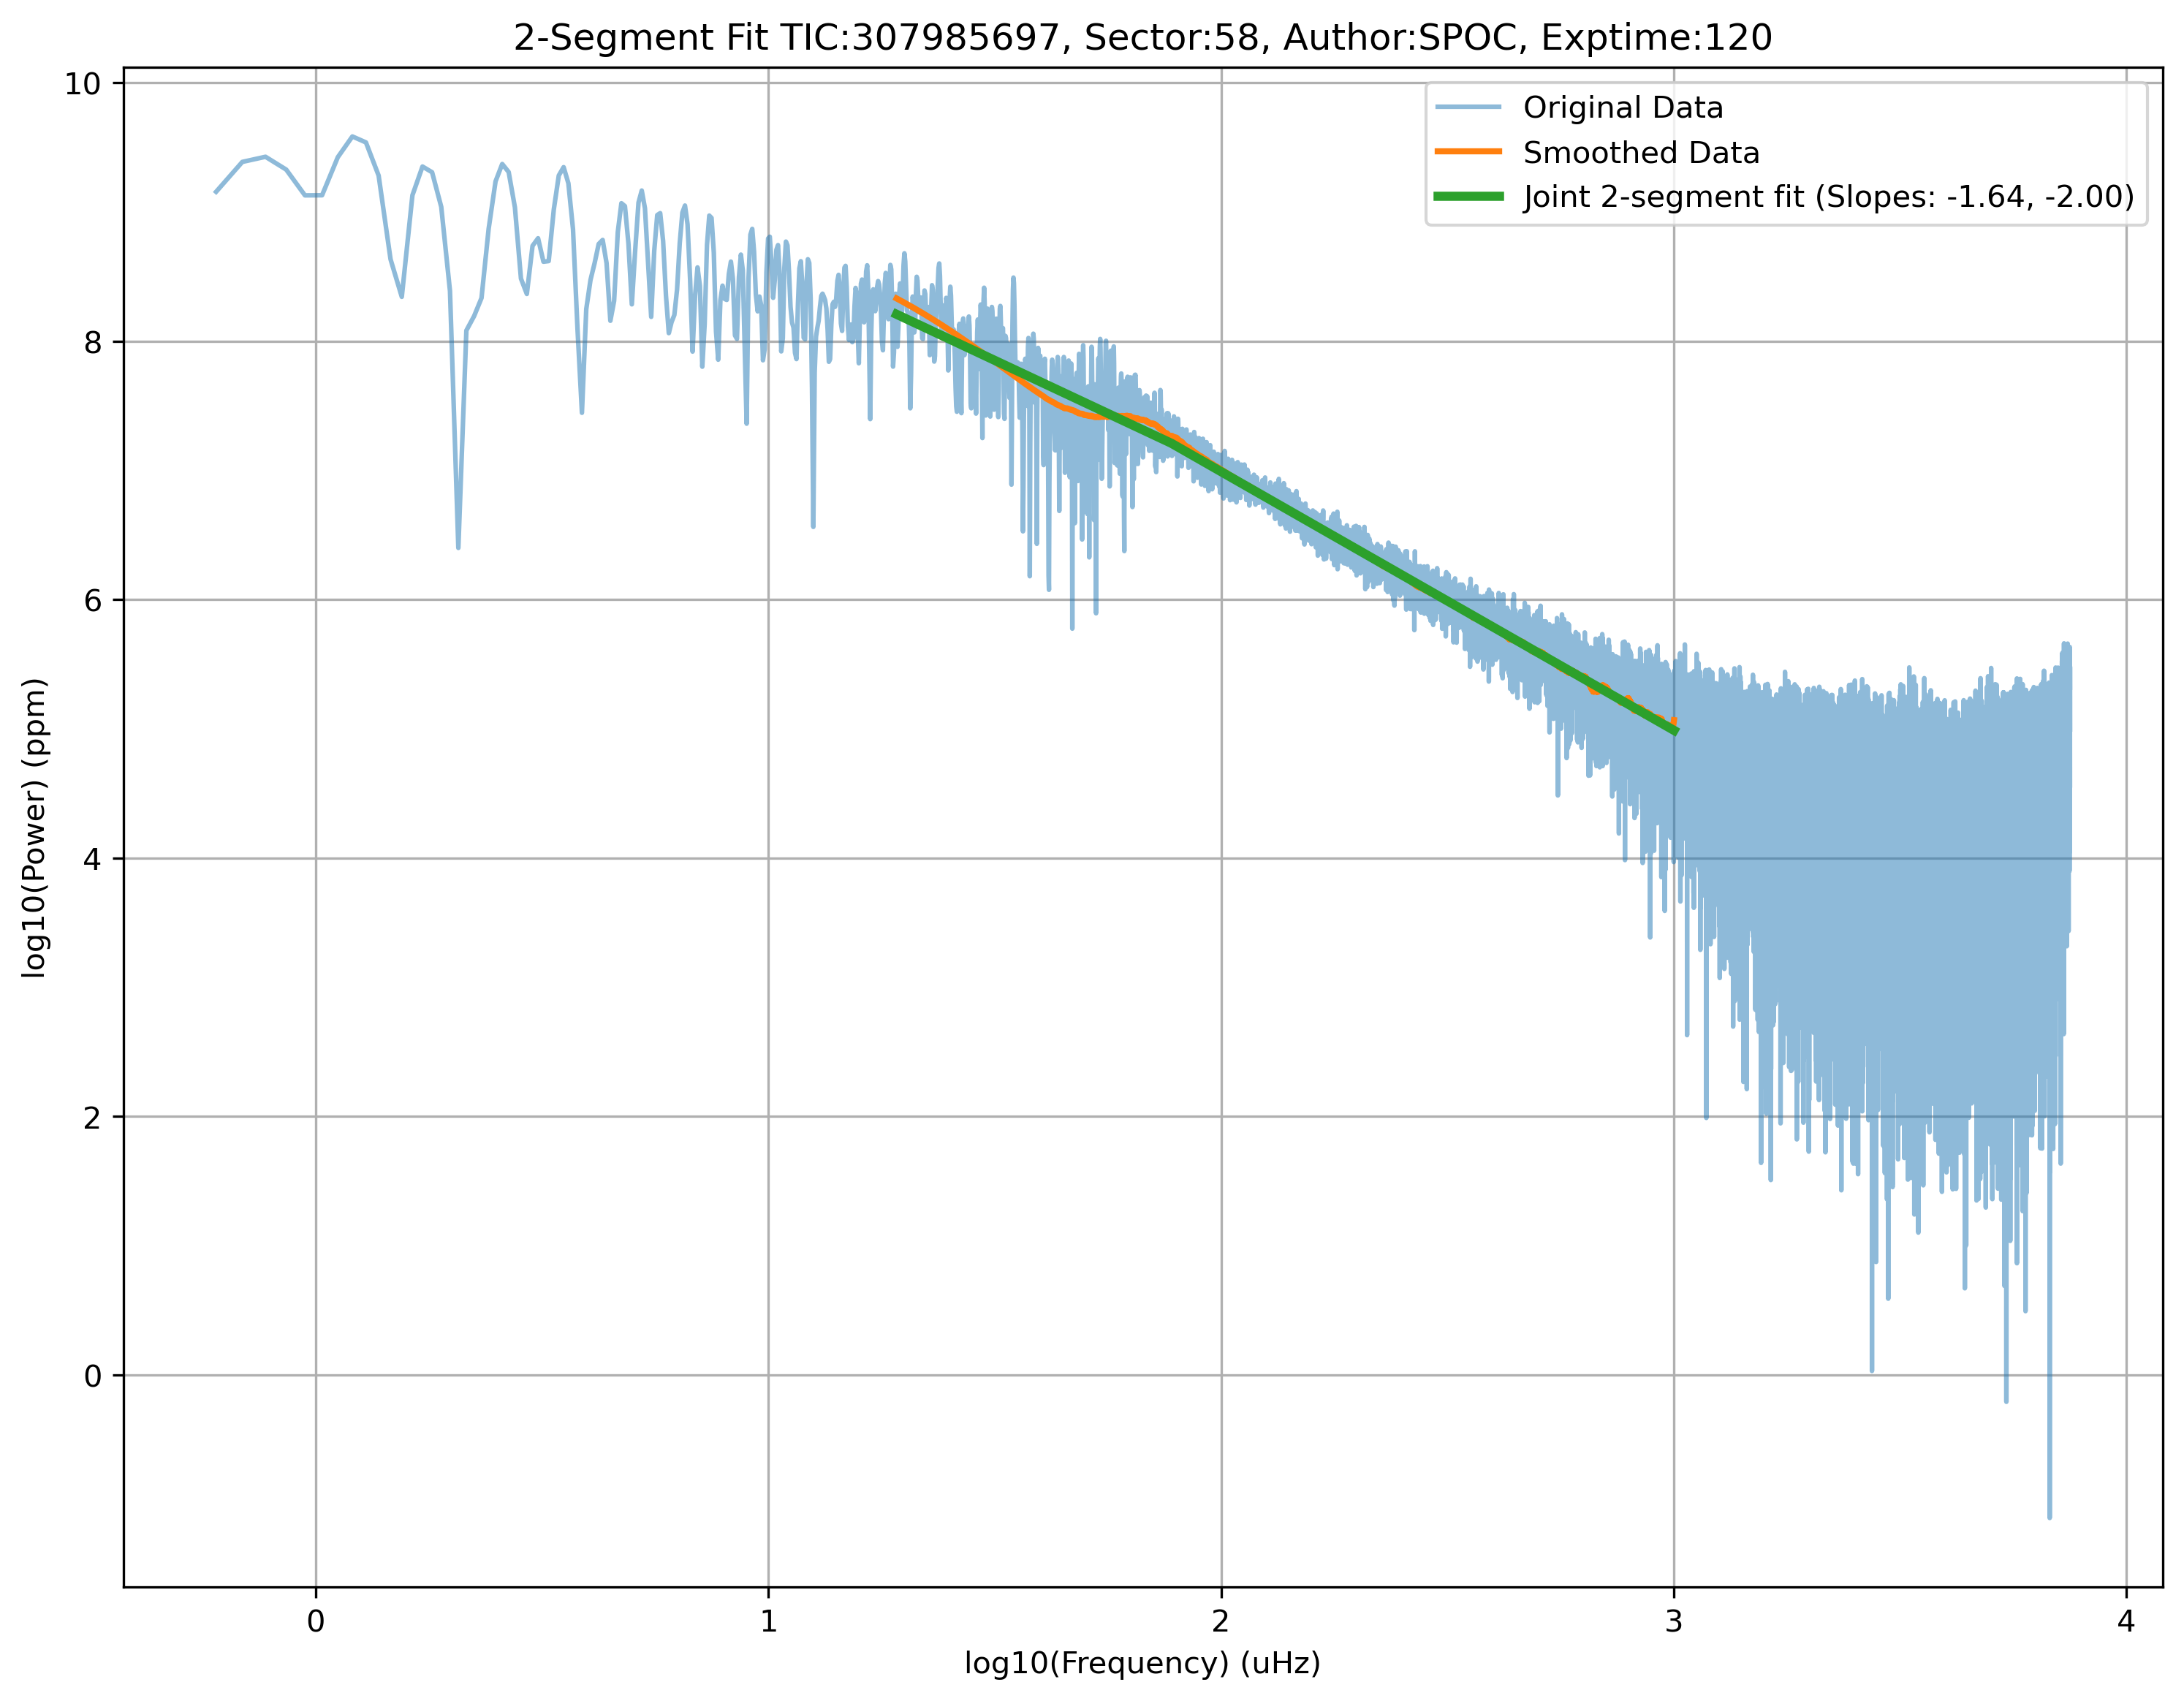 2-Segment Fit TIC:307985697, Sector:58, Author:SPOC, Exptime:120
Original Data
Smoothed Data
Joint 2-segment fit (Slopes: -1.64, -2.00)
log10(Power) (ppm)
10
8
6
4
2
0
0 1 2 3 4
log10(Frequency) (uHz)